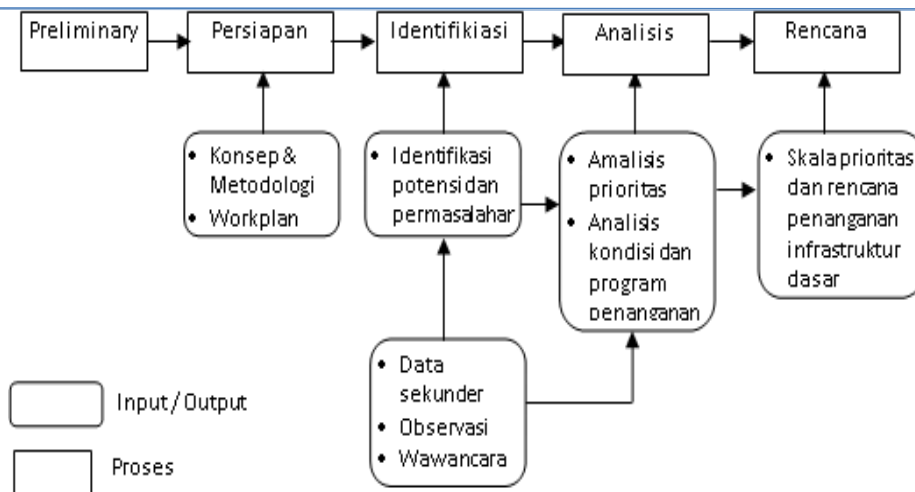 Preliminary
Persiapan
Identifikiasi
Analisis
Rencana
• Konsep &
Metodologi
• Workplan
• Identifikasi
potensi dan
permasalahar
• Amalisis
prioritas
• Analisis
kondisi dan
program
penanganan
• Skala prioritas
dan rencana
penanganan
infrastruktur
dasar
• Data
sekunder
• Observasi
• Wawancara
Input / Output
Proses